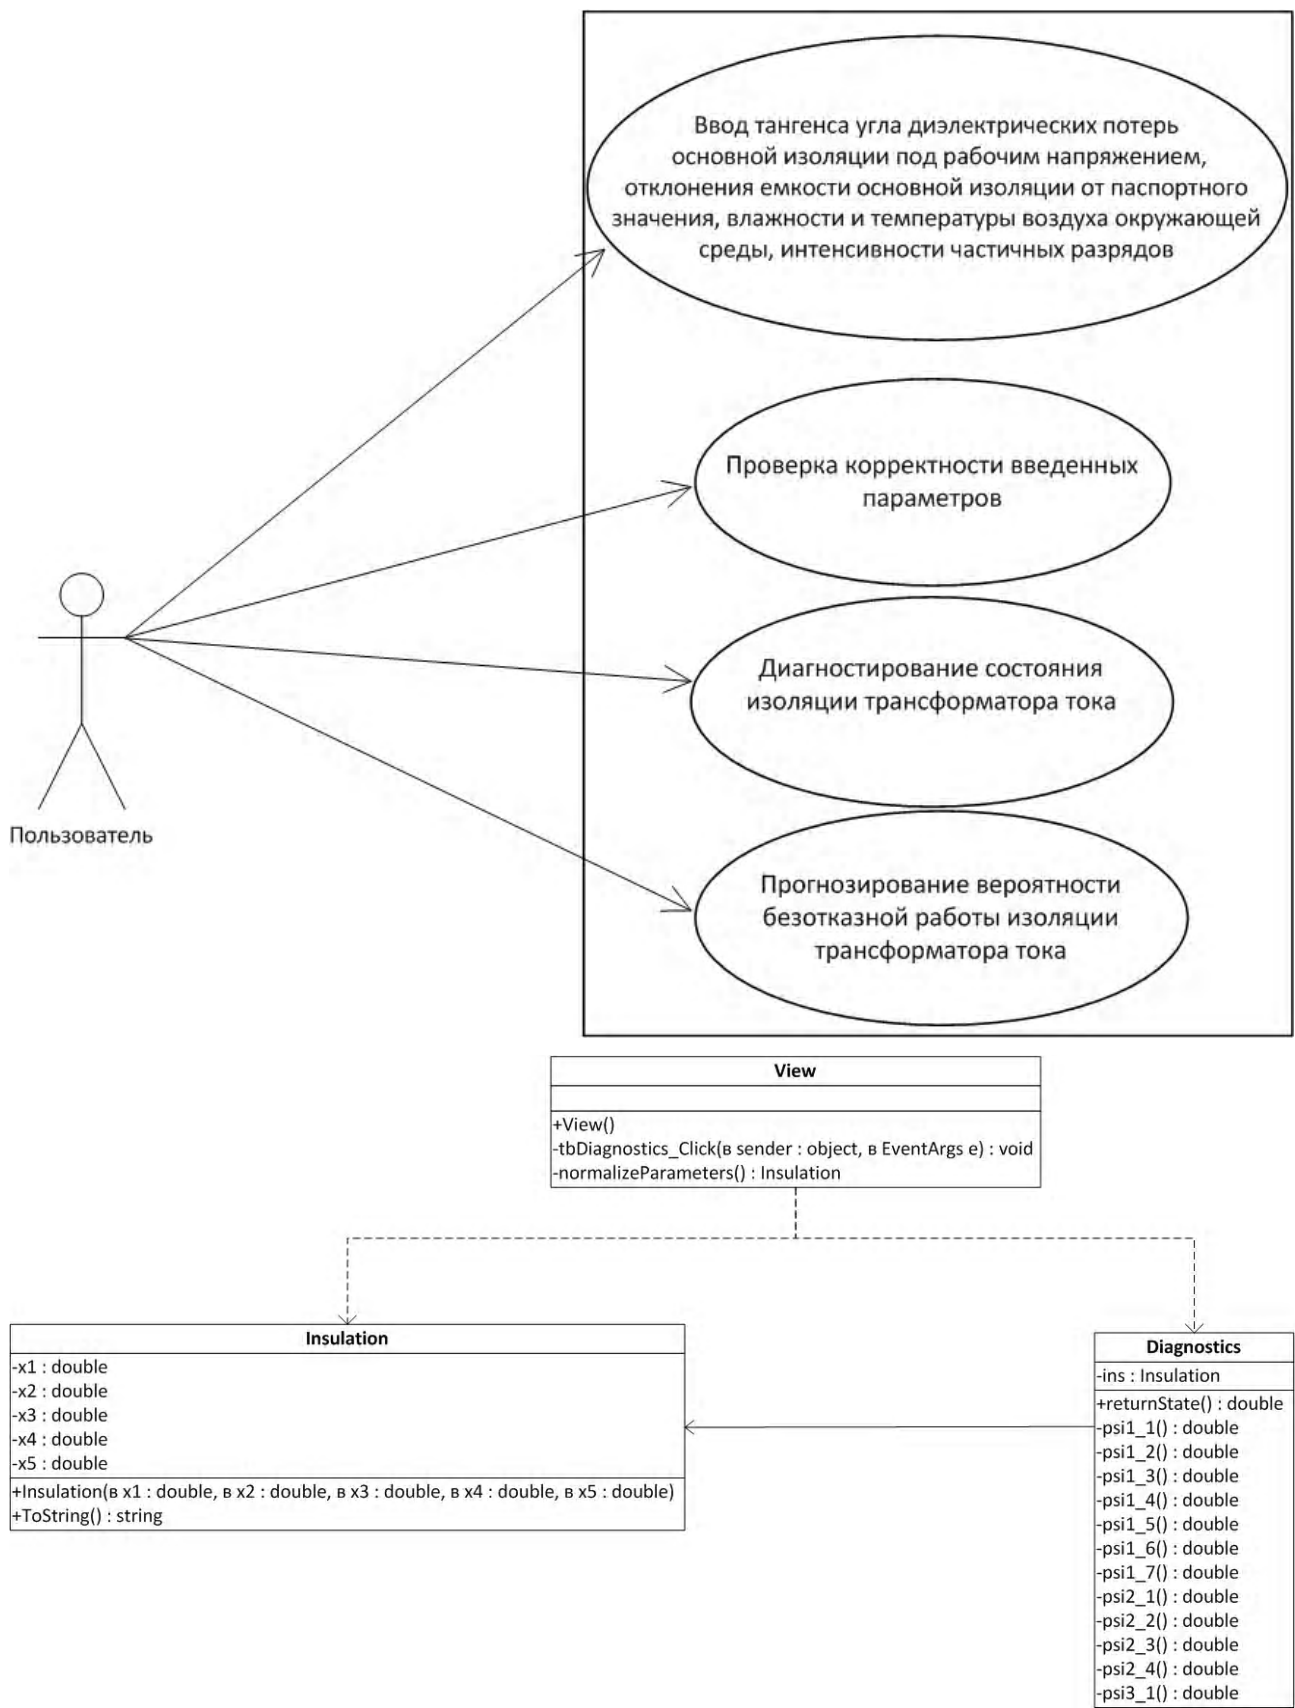 Ввод тангенса угла диэлектрических потерь
основной изоляции под рабочим напряжением,
отклонения емкости основной изоляции от паспортного
значения, влажности и температуры воздуха окружающей
среды, интенсивности частичных разрядов
Проверка корректности введенных
параметров
Диагностирование состояния
изоляции трансформатора тока
Пользователь
Прогнозирование вероятности
безотказной работы изоляции
трансформатора тока
View
+View()
-tbDiagnostics_Click(в sender : object, в EventArgs e) : void
-normalizeParameters() : Insulation
Insulation
-x1 : double
-x2 : double
-x3 : double
-x4 : double
-x5 : double
+Insulation(в x1 : double, в x2 : double, в x3 : double, в x4 : double, в x5 : double)
+ToString() : string
Diagnostics
-ins : Insulation
+returnState() : double
-psi1_1() : double
-psi1_2() : double
-psi1_3() : double
-psi1_4() : double
-psi1_5() : double
-psi1_6() : double
-psi1_7() : double
-psi2_1() : double
-psi2_2() : double
-psi2_3() : double
-psi2_4() : double
-psi3_1() : double